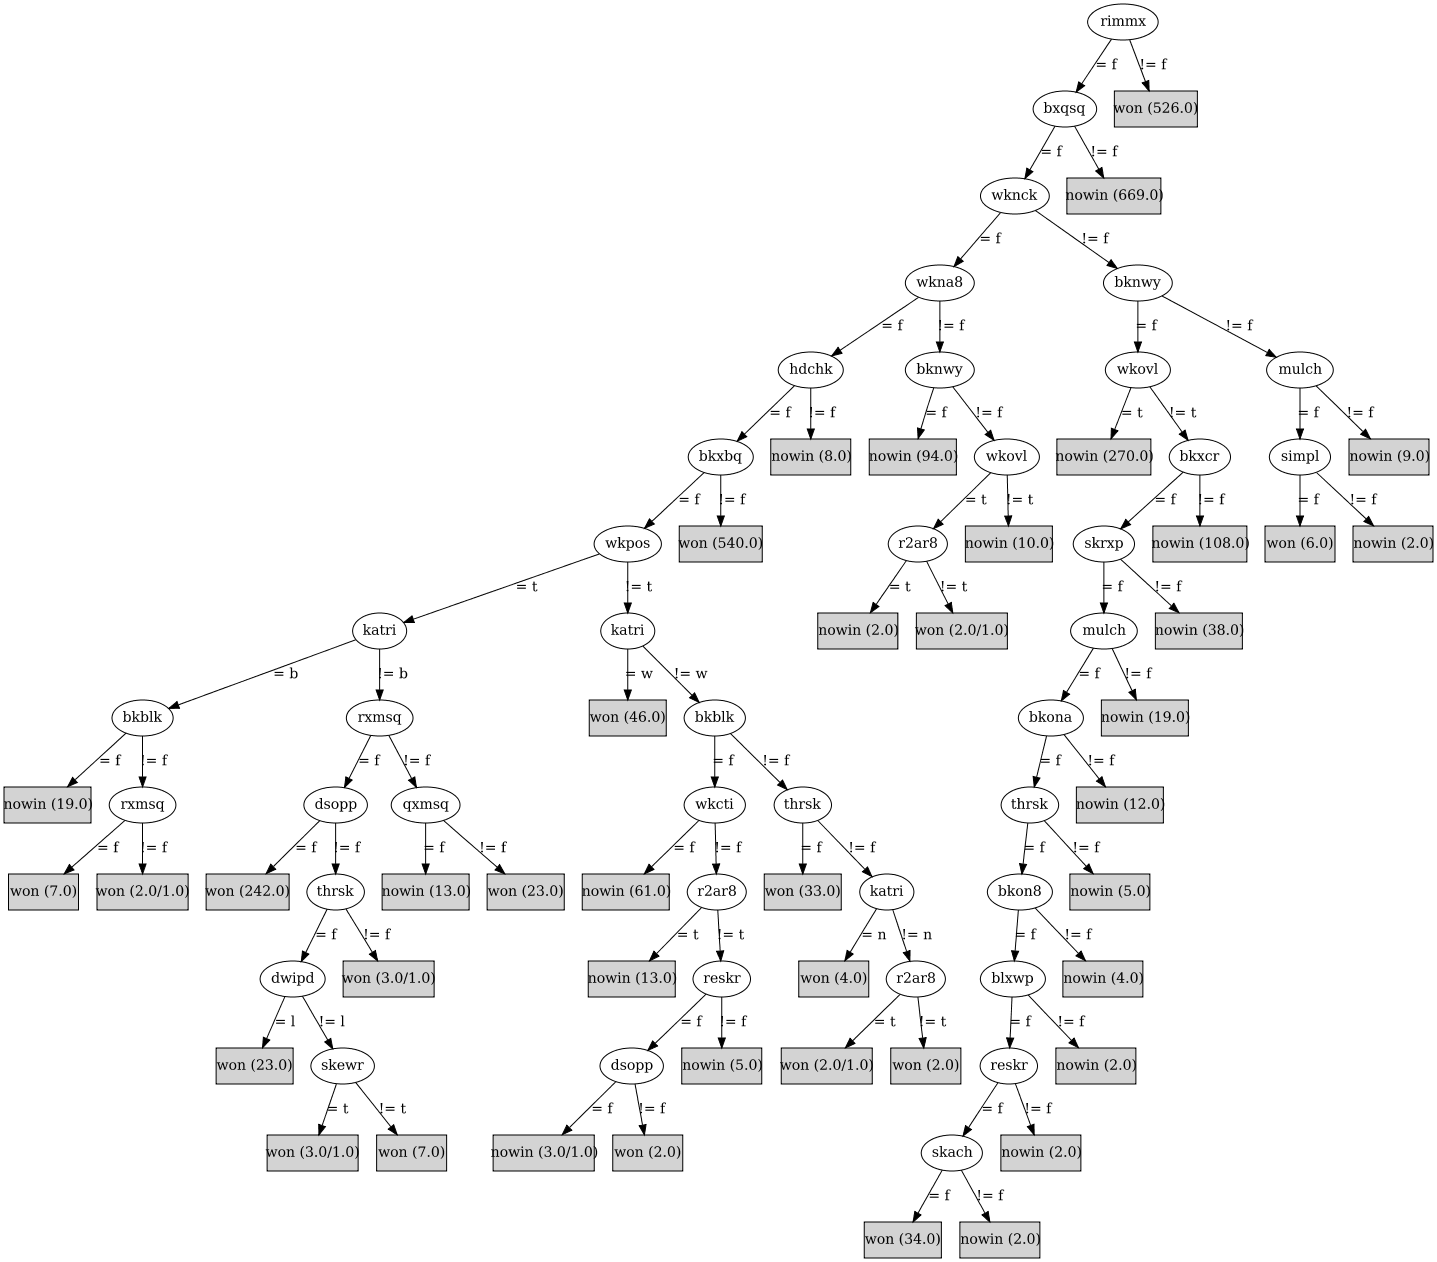 rimmx
= f
!= f
bxqsq
won (526.0)
= f
!= f
wknck
nowin (669.0)
= f
!= f
wkna8
bknwy
= f
!= f
= f
!= f
hdchk
bknwy
wkovl
mulch
= f
!= f
= f
!= f
= t
!= t
= f
!= f
bkxbq
nowin (8.0)
nowin (94.0)
wkovl
nowin (270.0)
bkxcr
simpl
nowin (9.0)
= f
!= f
= t
!= t
= f
!= f
= f
!= f
wkpos
won (540.0)
r2ar8
nowin (10.0)
skrxp
nowin (108.0)
won (6.0)
nowin (2.0)
= t
!= t
= t
!= t
= f
!= f
katri
katri
nowin (2.0)
won (2.0/1.0)
mulch
nowin (38.0)
= b
!= b
= w
!= w
= f
!= f
bkblk
rxmsq
won (46.0)
bkblk
bkona
nowin (19.0)
= f
!= f
= f
!= f
= f
!= f
= f
!= f
nowin (19.0)
rxmsq
dsopp
qxmsq
wkcti
thrsk
thrsk
nowin (12.0)
= f
!= f
= f
!= f
= f
!= f
= f
!= f
= f
!= f
= f
!= f
won (7.0)
won (2.0/1.0)
won (242.0)
thrsk
nowin (13.0)
won (23.0)
nowin (61.0)
r2ar8
won (33.0)
katri
bkon8
nowin (5.0)
= f
!= f
= t
!= t
= n
!= n
= f
!= f
dwipd
won (3.0/1.0)
nowin (13.0)
reskr
won (4.0)
r2ar8
blxwp
nowin (4.0)
= l
!= l
= f
!= f
= t
!= t
= f
!= f
won (23.0)
skewr
dsopp
nowin (5.0)
won (2.0/1.0)
won (2.0)
reskr
nowin (2.0)
= t
!= t
= f
!= f
= f
!= f
won (3.0/1.0)
won (7.0)
nowin (3.0/1.0)
won (2.0)
skach
nowin (2.0)
= f
!= f
won (34.0)
nowin (2.0)